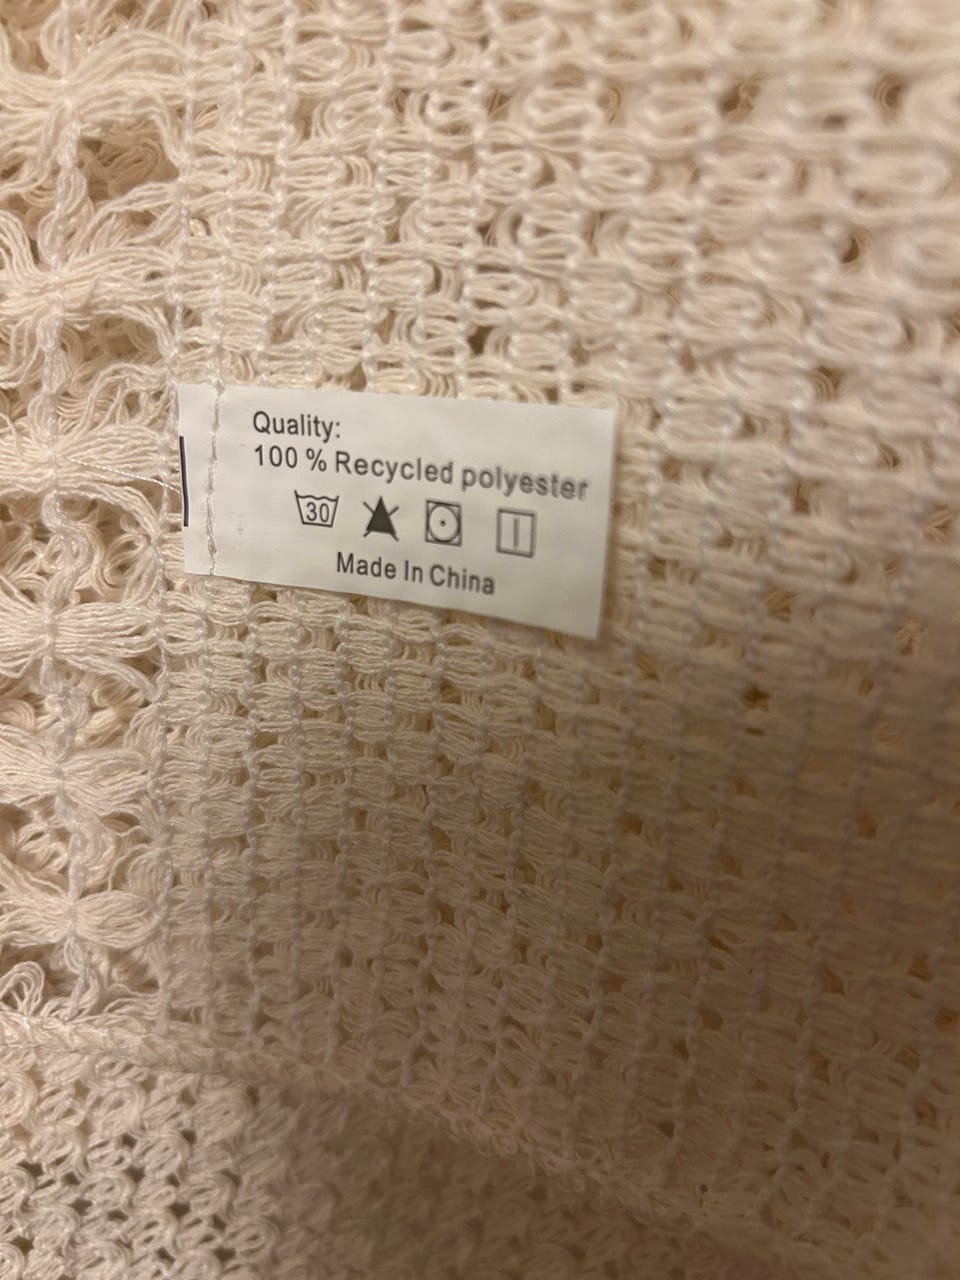 Quality:
100 % Recycled polyester
30
Made In China